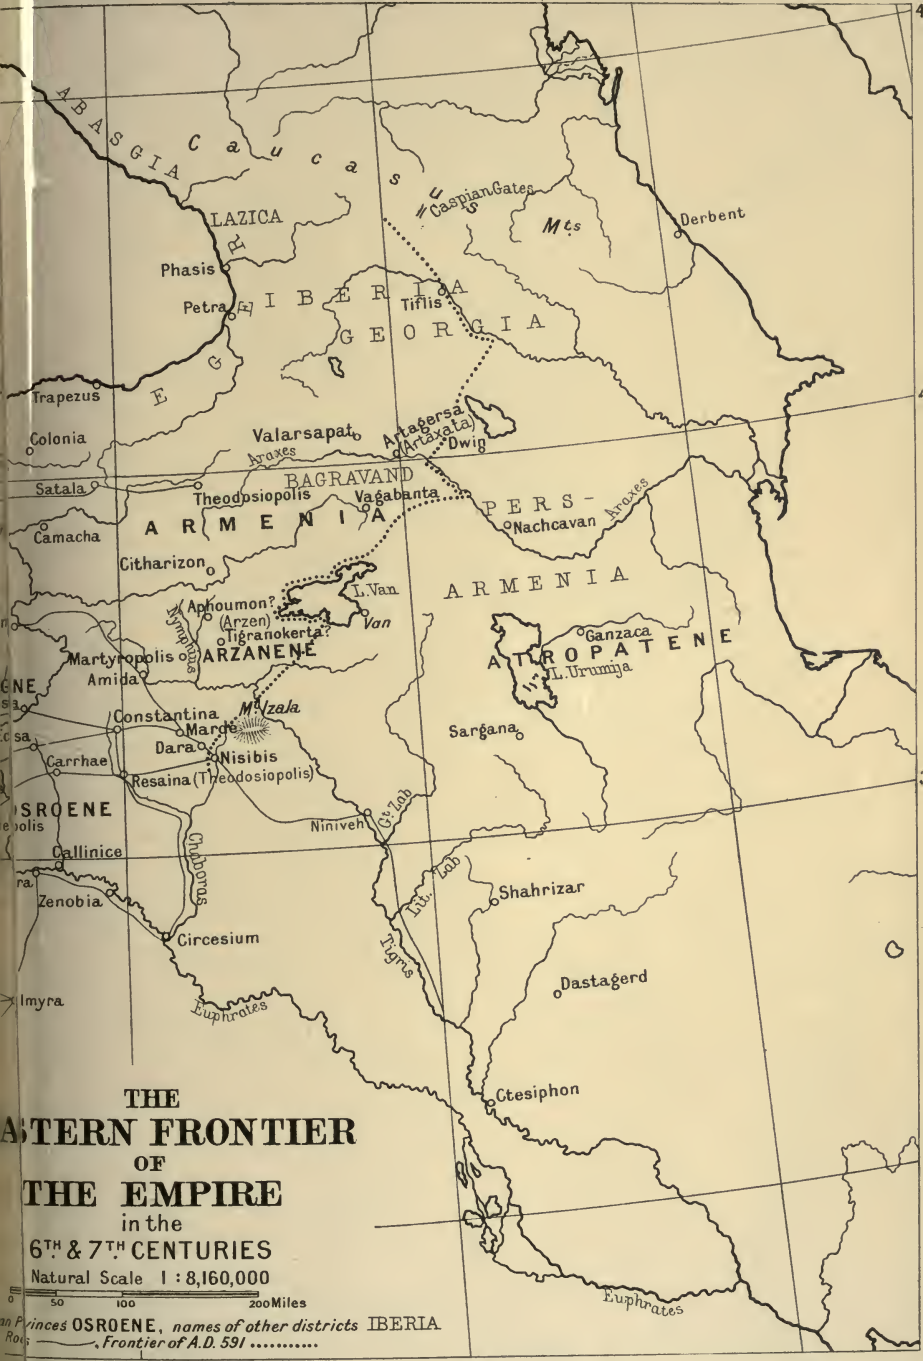 ABASGIA
Caucasus
Caspian Gates
Mts
Derbent
LAZICA
Phasis
Petra
EGER
IBERIA
Tiflis
GEORGIA
Trapezus
Colonia
Valarsapat
Artagersa
(Artaxata)
Dwin
Araxes
BAGRAVAND
Satala
Theodosiopolis
Vagabanta
PERS-
Araxes
Nachcavan
ARMENIA
Camacha
Citharizon
ARMENIA
L. Van
Van
Aphoumon?
(Arzen)
Nymphius
Tigranokerta?
Ganzaca
ATROPATENE
Martyropolis
ARZANENE
L. Urumija
Amida
Mt. Izala
Constantina
Marde
Sargana
Dara
Carrhae
Nisibis
Resaina (Theodosiopolis)
OSROENE
Niniveh
Gt. Zab
Callinice
Chaboras
Lit. Zab
Shahrizar
Zenobia
Circesium
Tigris
Dastagerd
Euphrates
Ctesiphon
THE
ASTERN FRONTIER
OF
THE EMPIRE
in the
6TH & 7TH CENTURIES
Natural Scale 1 : 8,160,000
0 50 100 200 Miles
OSROENE, names of other districts IBERIA
Frontier of A.D. 591 ............
Euphrates